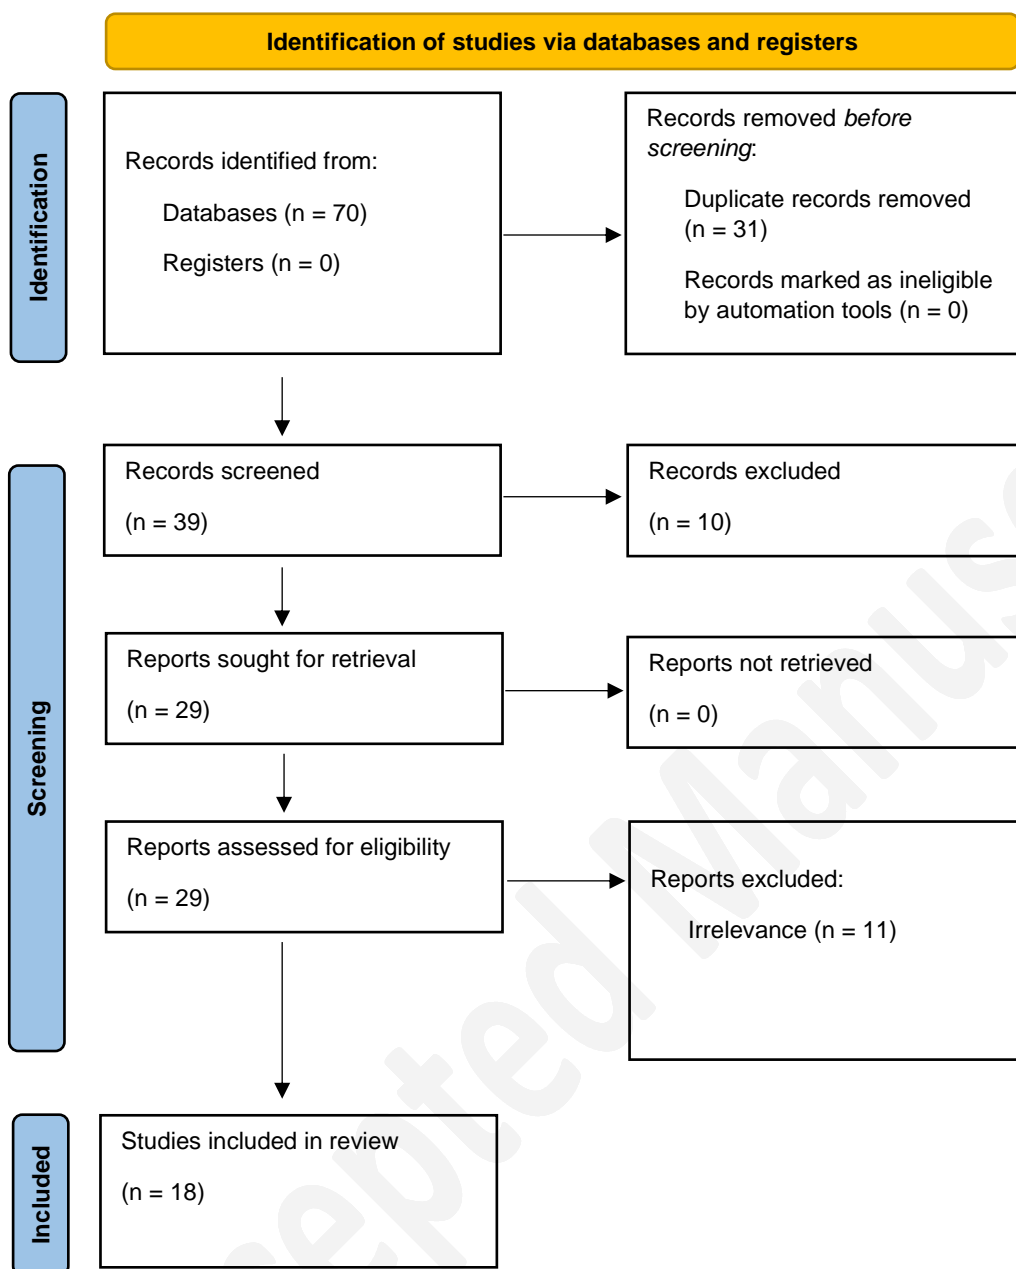 Identification of studies via databases and registers
Identification
Records identified from:
Databases (n = 70)
Registers (n = 0)
Records removed before
screening:
Duplicate records removed
(n = 31)
Records marked as ineligible
by automation tools (n = 0)
Screening
Records screened
(n = 39)
Records excluded
(n = 10)
Reports sought for retrieval
(n = 29)
Reports not retrieved
(n = 0)
Reports assessed for eligibility
(n = 29)
Reports excluded:
Irrelevance (n = 11)
Included
Studies included in review
(n = 18)